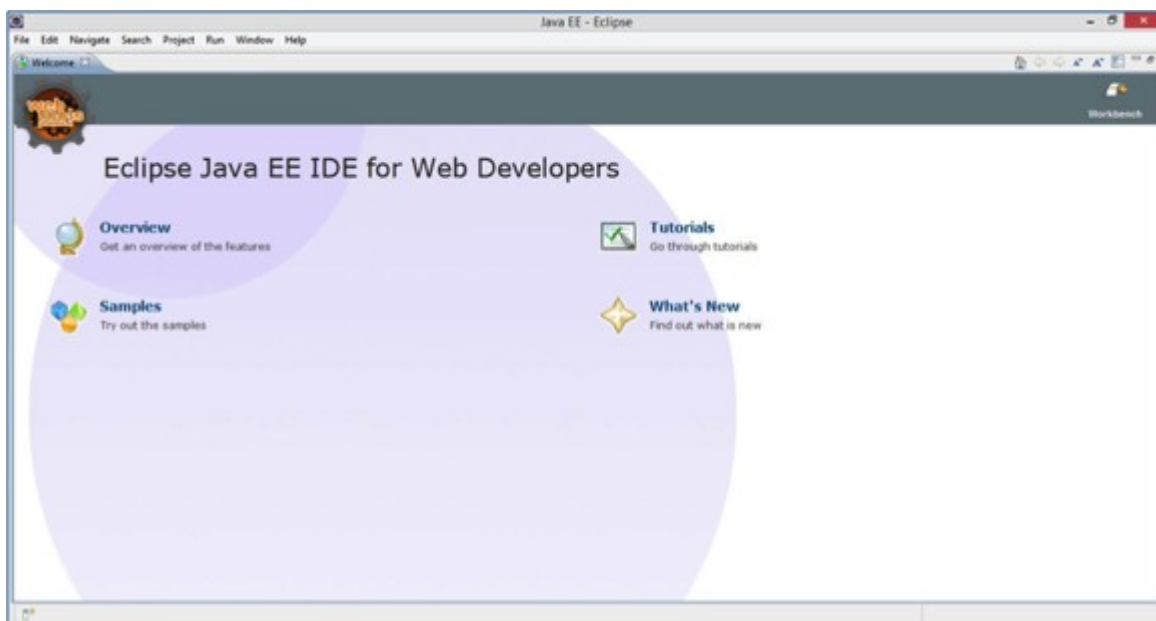 Java EE - Eclipse
File Edit Navigate Search Project Run Window Help
Welcome
Workbench
Eclipse Java EE IDE for Web Developers
Overview
Get an overview of the features
Tutorials
Go through tutorials
Samples
Try out the samples
What's New
Find out what is new